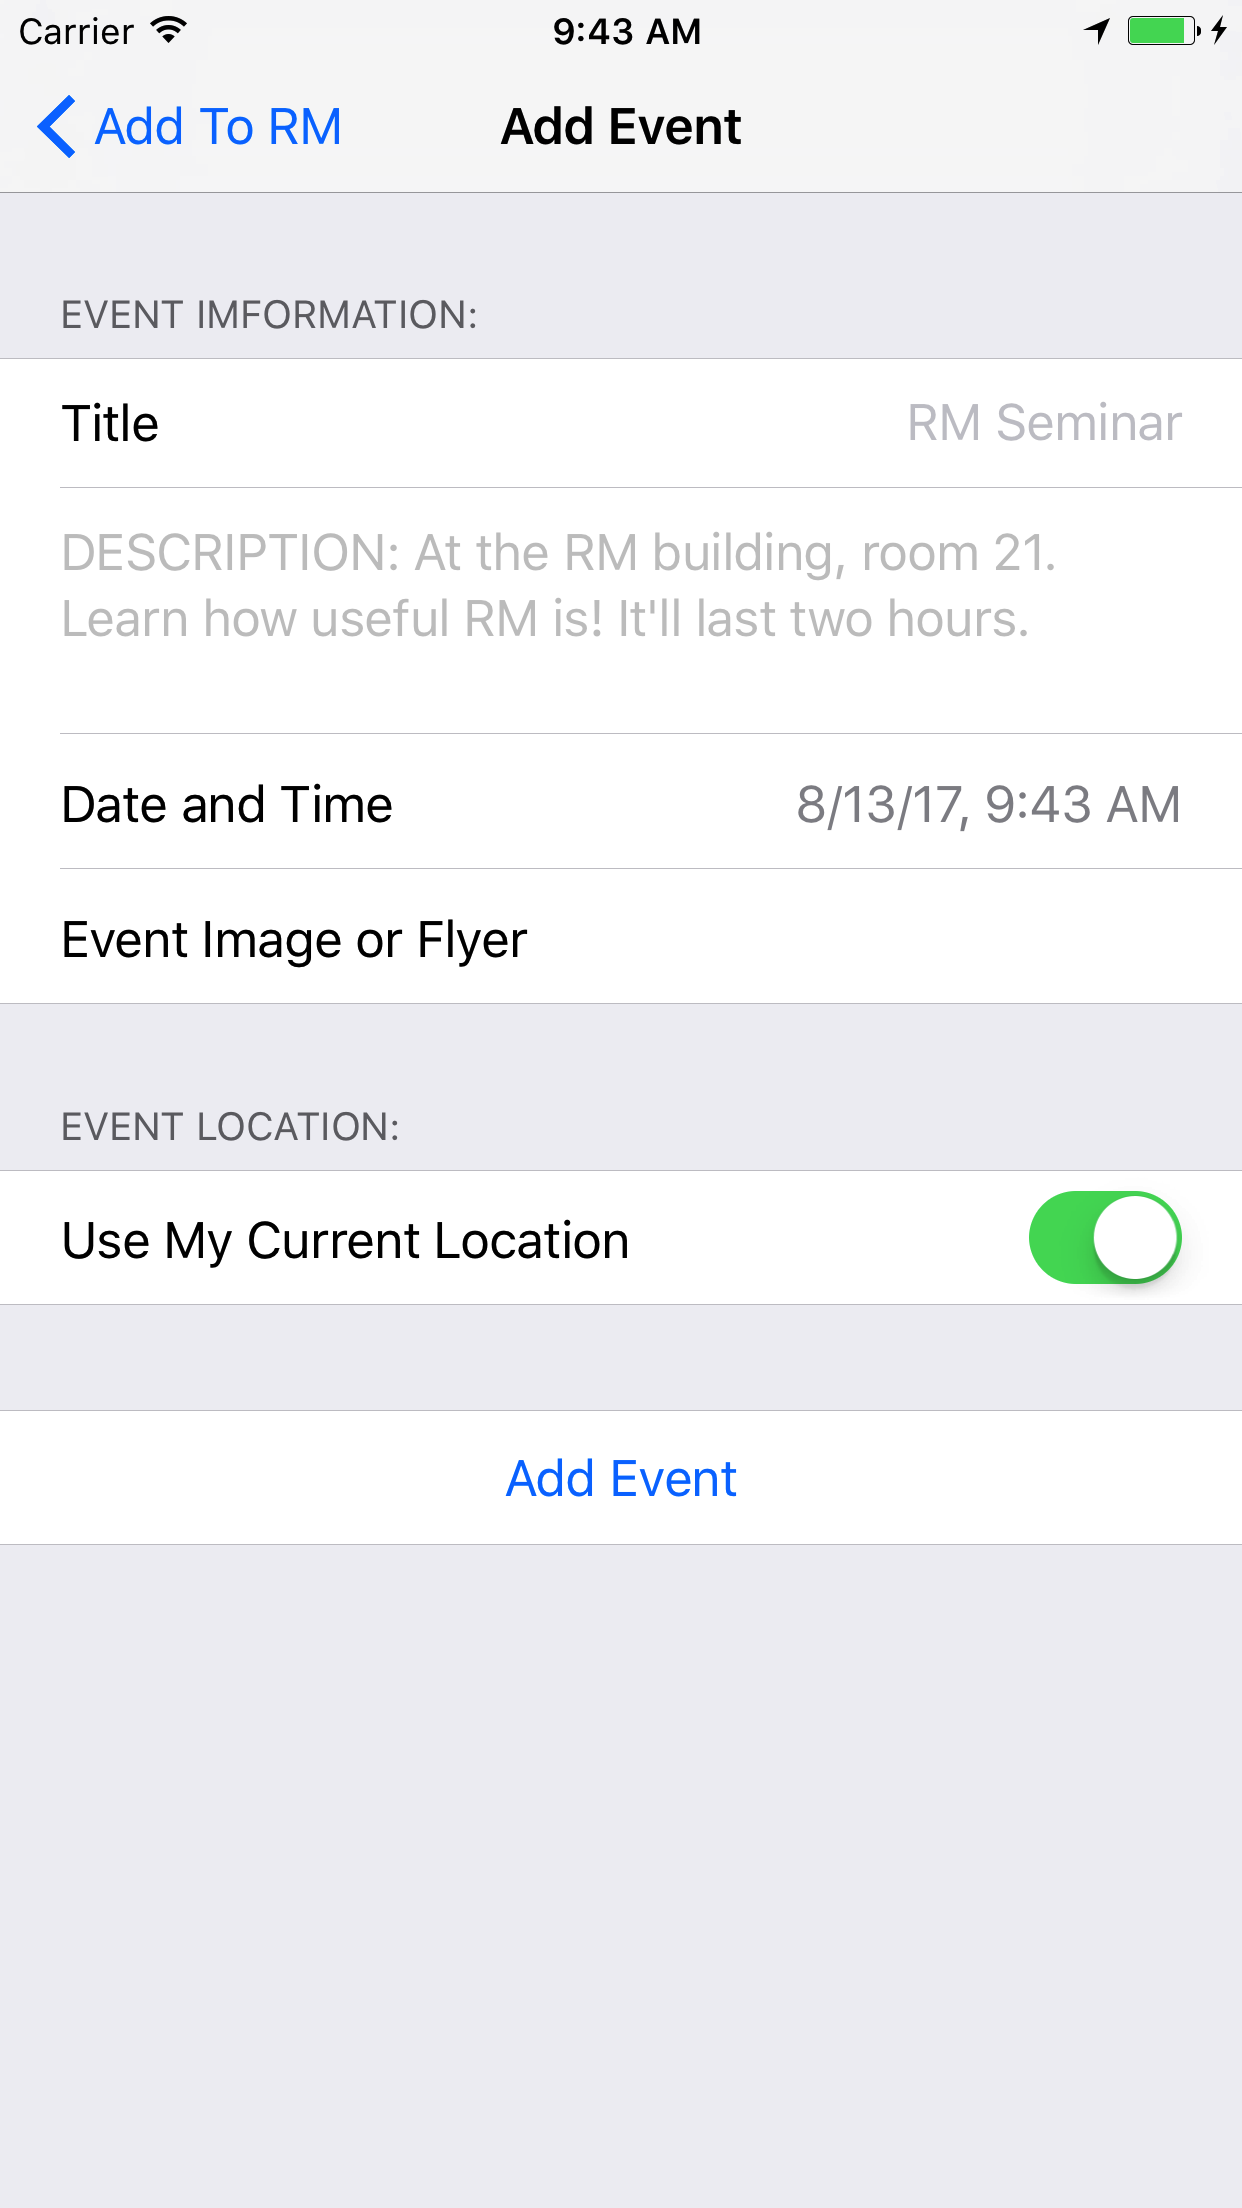 Carrier 9:43 AM
Add To RM Add Event
EVENT IMFORMATION:
Title RM Seminar
DESCRIPTION: At the RM building, room 21.
Learn how useful RM is! It'll last two hours.
Date and Time 8/13/17, 9:43 AM
Event Image or Flyer
EVENT LOCATION:
Use My Current Location
Add Event